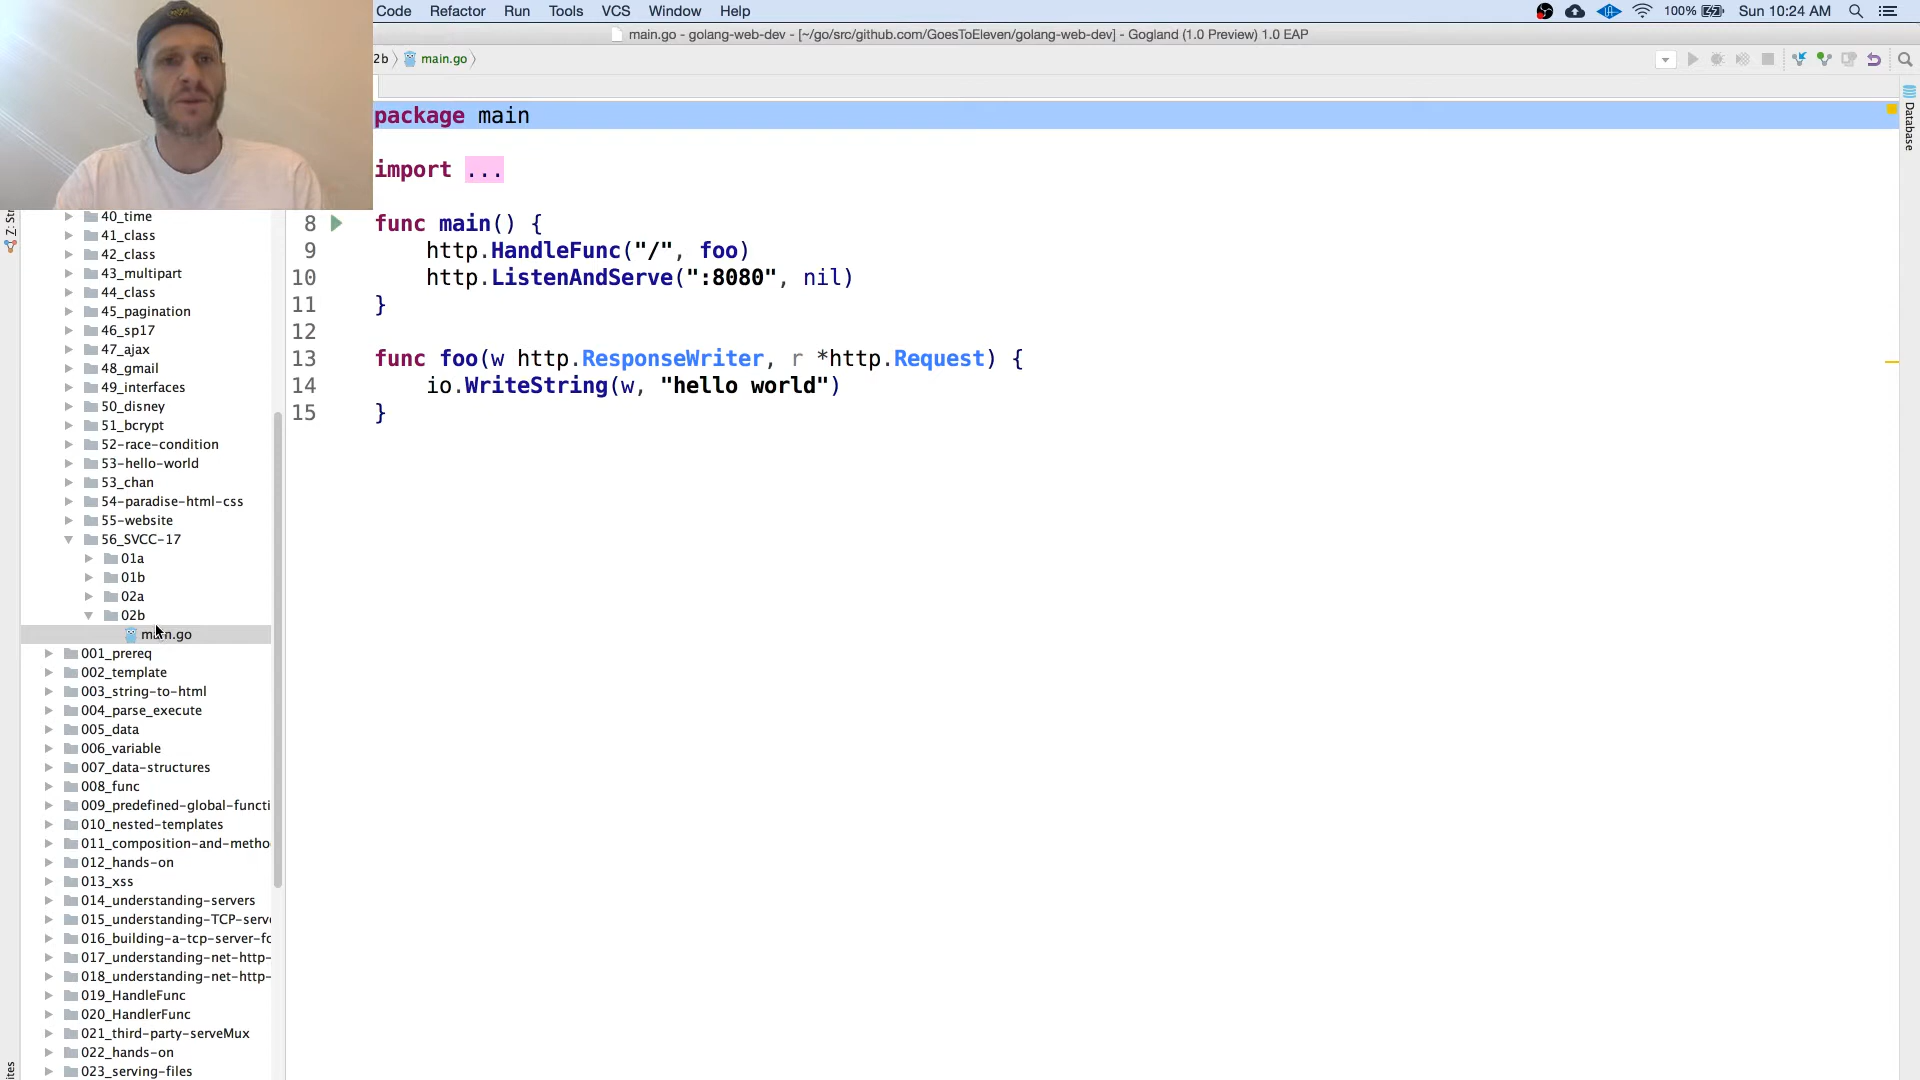 Code Refactor Run Tools VCS Window Help 100% Sun 10:24 AM
main.go - golang-web-dev - [~/go/src/github.com/GoesToEleven/golang-web-dev] - Gogland (1.0 Preview) 1.0 EAP
2b main.go
package main
import ...
8 func main() {
9 http.HandleFunc("/", foo)
10 http.ListenAndServe(":8080", nil)
11 }
12
13 func foo(w http.ResponseWriter, r *http.Request) {
14 io.WriteString(w, "hello world")
15 }
Database
Z: Str
40_time
41_class
42_class
43_multipart
44_class
45_pagination
46_sp17
47_ajax
48_gmail
49_interfaces
50_disney
51_bcrypt
52-race-condition
53-hello-world
53_chan
54-paradise-html-css
55-website
56_SVCC-17
01a
01b
02a
02b
main.go
001_prereq
002_template
003_string-to-html
004_parse_execute
005_data
006_variable
007_data-structures
008_func
009_predefined-global-functi
010_nested-templates
011_composition-and-metho
012_hands-on
013_xss
014_understanding-servers
015_understanding-TCP-serve
016_building-a-tcp-server-fo
017_understanding-net-http-
018_understanding-net-http-
019_HandleFunc
020_HandlerFunc
021_third-party-serveMux
022_hands-on
023_serving-files
ites